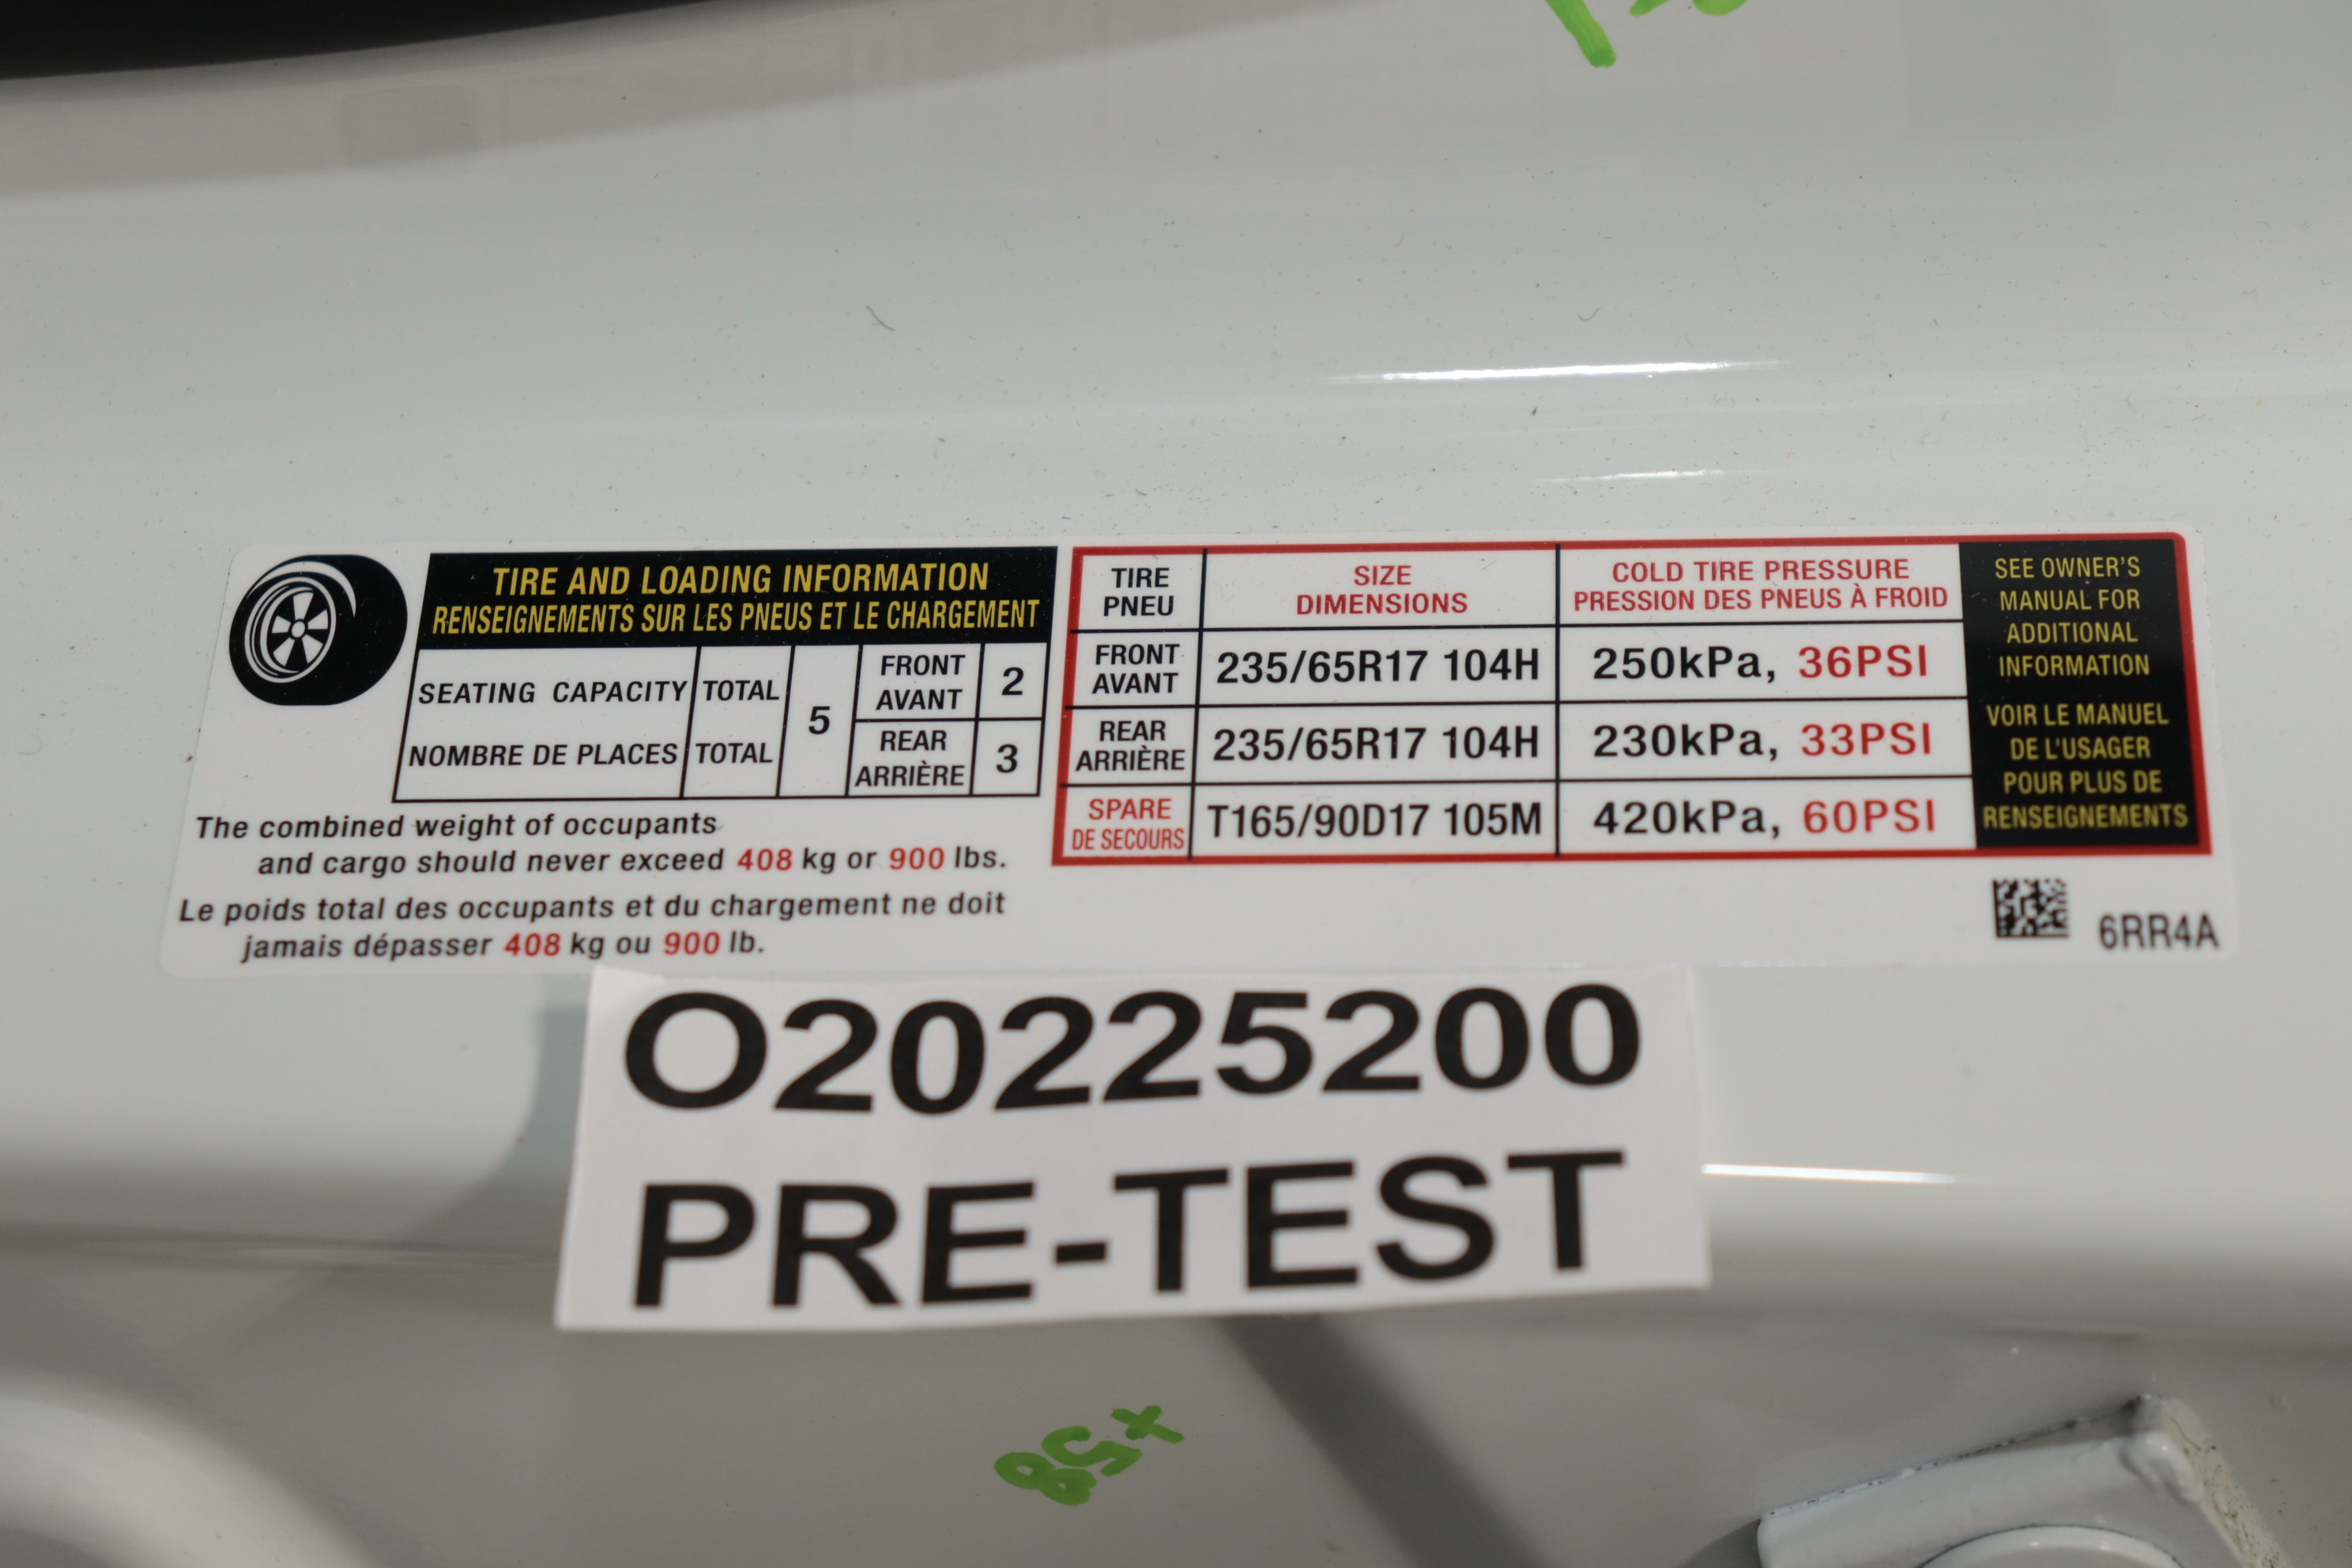 TIRE AND LOADING INFORMATION
RENSEIGNEMENTS SUR LES PNEUS ET LE CHARGEMENT
SEATING CAPACITY TOTAL
NOMBRE DE PLACES TOTAL
5
FRONT
AVANT
2
REAR
ARRIÈRE
3
The combined weight of occupants
and cargo should never exceed 408 kg or 900 lbs.
Le poids total des occupants et du chargement ne doit
jamais dépasser 408 kg ou 900 lb.
TIRE
PNEU
SIZE
DIMENSIONS
COLD TIRE PRESSURE
PRESSION DES PNEUS À FROID
FRONT
AVANT
235/65R17 104H
250kPa, 36PSI
REAR
ARRIÈRE
235/65R17 104H
230kPa, 33PSI
SPARE
DE SECOURS
T165/90D17 105M
420kPa, 60PSI
SEE OWNER'S
MANUAL FOR
ADDITIONAL
INFORMATION
VOIR LE MANUEL
DE L'USAGER
POUR PLUS DE
RENSEIGNEMENTS
6RR4A
O20225200
PRE-TEST